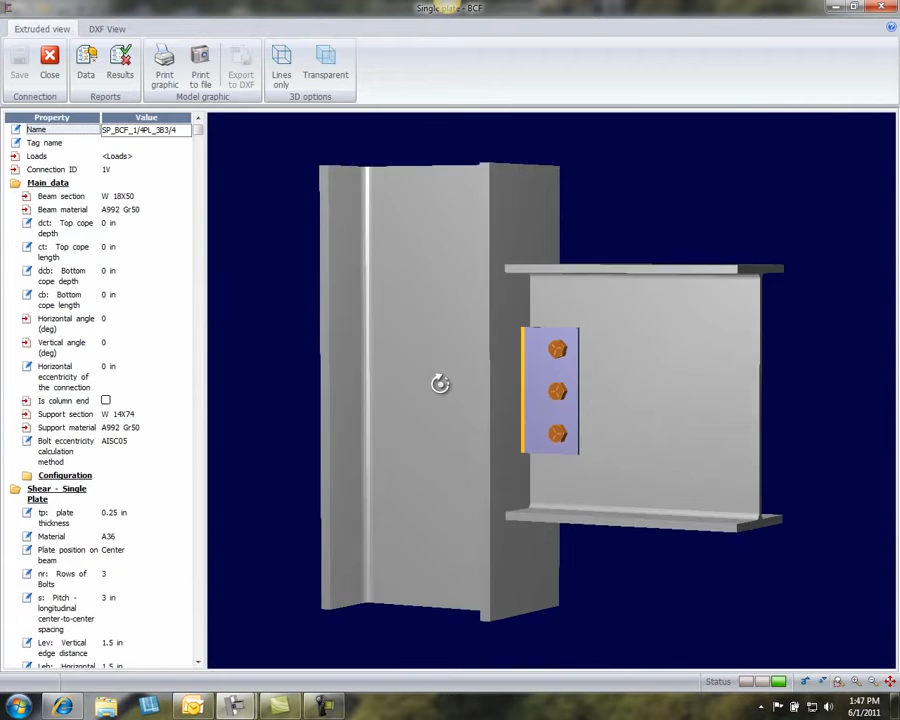 Single plate - BCF
Extruded view DXF View
Save Close Data Results Print graphic Print to file Export to DXF Lines only Transparent
Connection Reports Model graphic 3D options
Property Value
Name SP_BCF_1/4PL_3B3/4
Tag name
Loads <Loads>
Connection ID 1V
Main data
Beam section W 18X50
Beam material A992 Gr50
dct: Top cope 0 in
depth
ct: Top cope 0 in
length
dcb: Bottom 0 in
cope depth
cb: Bottom 0 in
cope length
Horizontal angle 0
(deg)
Vertical angle 0
(deg)
Horizontal 0 in
eccentricity of
the connection
Is column end
Support section W 14X74
Support material A992 Gr50
Bolt eccentricity AISC05
calculation
method
Configuration
Shear - Single
Plate
tp: plate 0.25 in
thickness
Material A36
Plate position on Center
beam
nr: Rows of 3
Bolts
s: Pitch - 3 in
longitudinal
center-to-center
spacing
Lev: Vertical 1.5 in
edge distance
Leh: Horizontal 1.5 in
Status
1:47 PM
6/1/2011